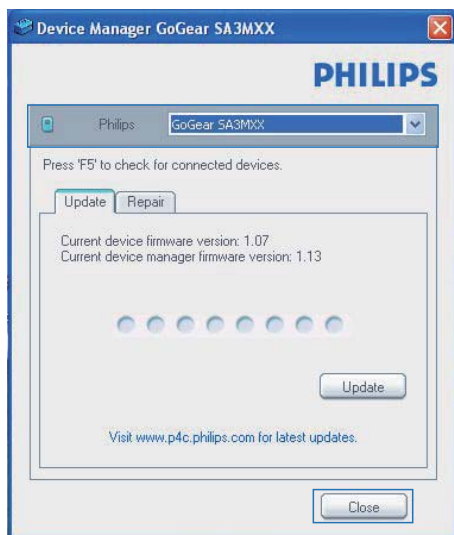 Device Manager GoGear SA3MXX
PHILIPS
Philips GoGear SA3MXX
Press 'F5' to check for connected devices.
Update Repair
Current device firmware version: 1.07
Current device manager firmware version: 1.13
Update
Visit www.p4c.philips.com for latest updates.
Close